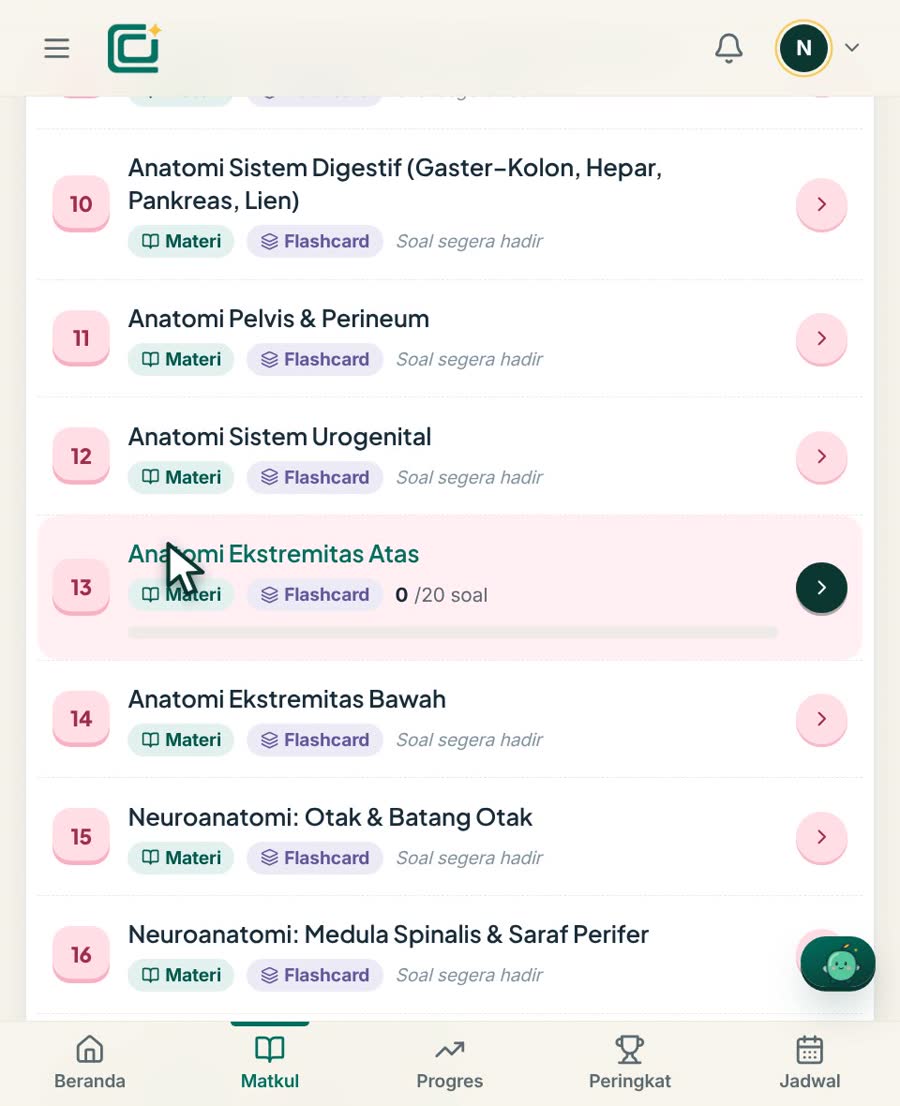 N
10
Anatomi Sistem Digestif (Gaster–Kolon, Hepar,
Pankreas, Lien)
Materi Flashcard Soal segera hadir
11
Anatomi Pelvis & Perineum
Materi Flashcard Soal segera hadir
12
Anatomi Sistem Urogenital
Materi Flashcard Soal segera hadir
13
Anatomi Ekstremitas Atas
Materi Flashcard 0 /20 soal
14
Anatomi Ekstremitas Bawah
Materi Flashcard Soal segera hadir
15
Neuroanatomi: Otak & Batang Otak
Materi Flashcard Soal segera hadir
16
Neuroanatomi: Medula Spinalis & Saraf Perifer
Materi Flashcard Soal segera hadir
Beranda Matkul Progres Peringkat Jadwal